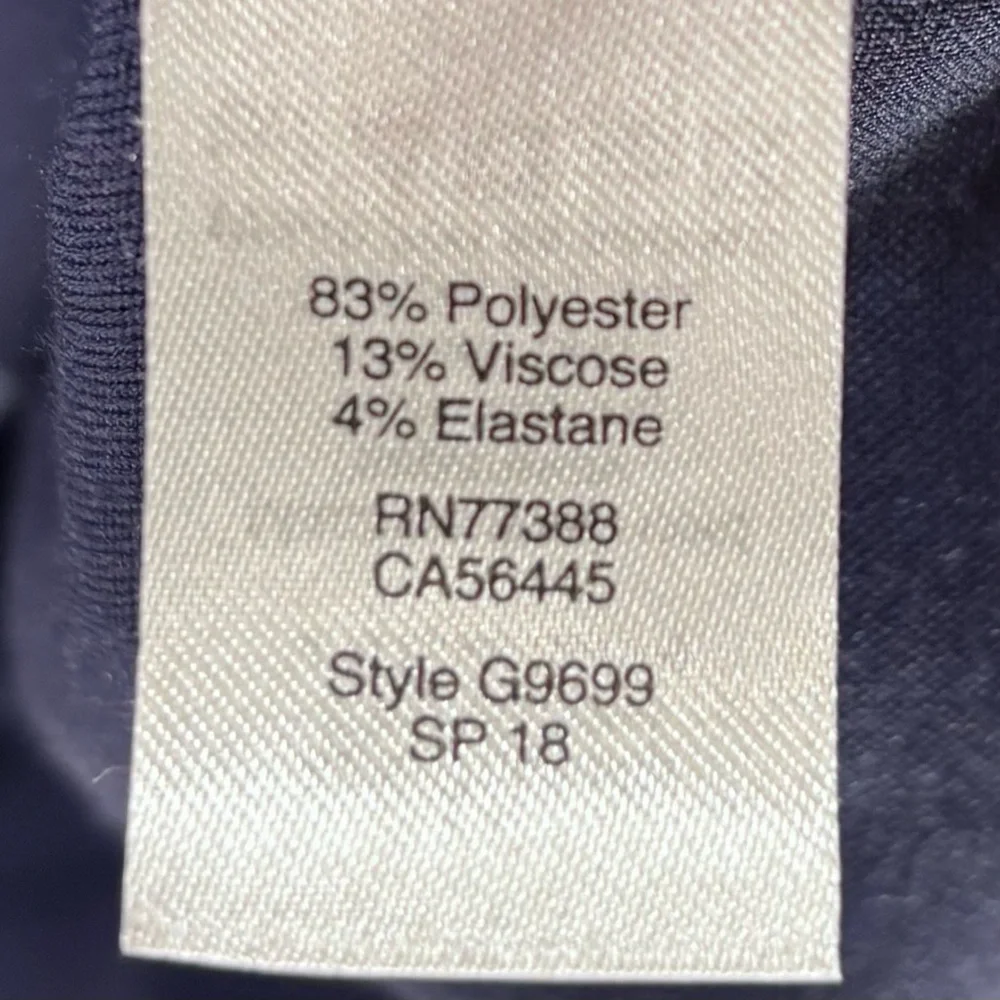 83% Polyester
13% Viscose
4% Elastane
RN77388
CA56445
Style G9699
SP 18